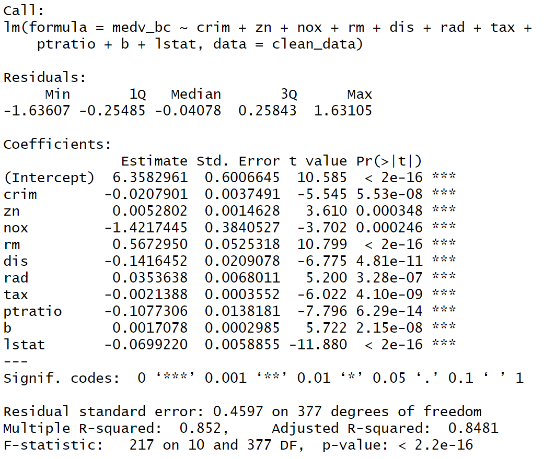 Call:
lm(formula = medv_bc ~ crim + zn + nox + rm + dis + rad + tax +
    ptratio + b + lstat, data = clean_data)

Residuals:
     Min       1Q   Median       3Q      Max
-1.63607 -0.25485 -0.04078  0.25843  1.63105

Coefficients:
              Estimate Std. Error t value Pr(>|t|)
(Intercept)  6.3582961  0.6006645  10.585  < 2e-16 ***
crim        -0.0207901  0.0037491  -5.545 5.53e-08 ***
zn           0.0052802  0.0014628   3.610 0.000348 ***
nox         -1.4217445  0.3840527  -3.702 0.000246 ***
rm           0.5672950  0.0525318  10.799  < 2e-16 ***
dis         -0.1416452  0.0209078  -6.775 4.81e-11 ***
rad          0.0353638  0.0068011   5.200 3.28e-07 ***
tax         -0.0021388  0.0003552  -6.022 4.10e-09 ***
ptratio     -0.1077306  0.0138181  -7.796 6.29e-14 ***
b            0.0017078  0.0002985   5.722 2.15e-08 ***
lstat       -0.0699220  0.0058855 -11.880  < 2e-16 ***
---
Signif. codes:  0 ‘***’ 0.001 ‘**’ 0.01 ‘*’ 0.05 ‘.’ 0.1 ‘ ’ 1

Residual standard error: 0.4597 on 377 degrees of freedom
Multiple R-squared:  0.852,	Adjusted R-squared:  0.8481
F-statistic:   217 on 10 and 377 DF,  p-value: < 2.2e-16